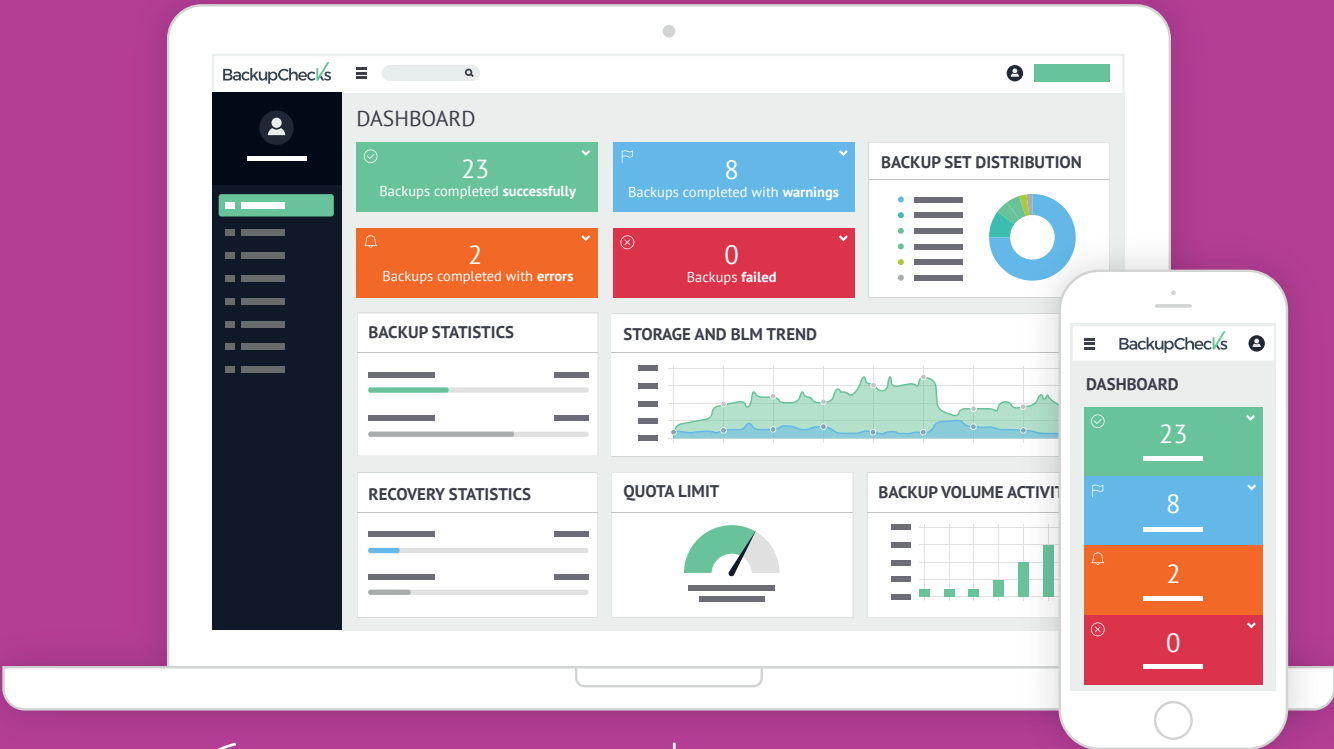 BackupChecks
DASHBOARD
23
Backups completed successfully
8
Backups completed with warnings
2
Backups completed with errors
0
Backups failed
BACKUP SET DISTRIBUTION
BACKUP STATISTICS
STORAGE AND BLM TREND
RECOVERY STATISTICS
QUOTA LIMIT
BACKUP VOLUME
BackupChecks
DASHBOARD
23
8
2
0